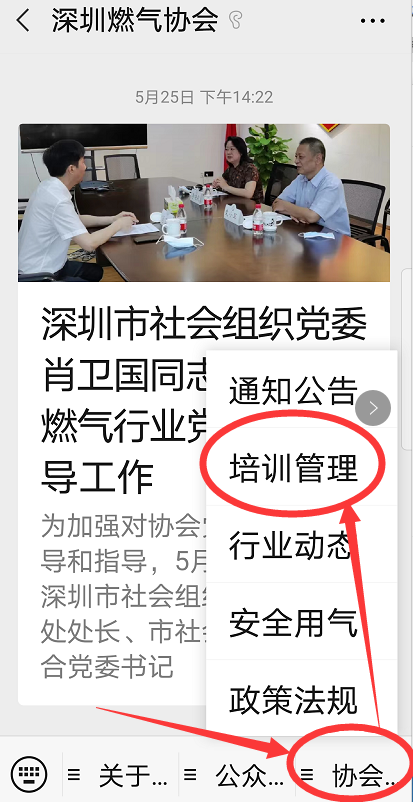 深圳燃气协会
5月25日 下午14:22
深圳市社会组织党委
肖卫国同志
燃气行业党
导工作
为加强对协会
导和指导，5月
深圳市社会组
处处长、市社会
合党委书记
通知公告
培训管理
行业动态
安全用气
政策法规
关于...
公众...
协会...